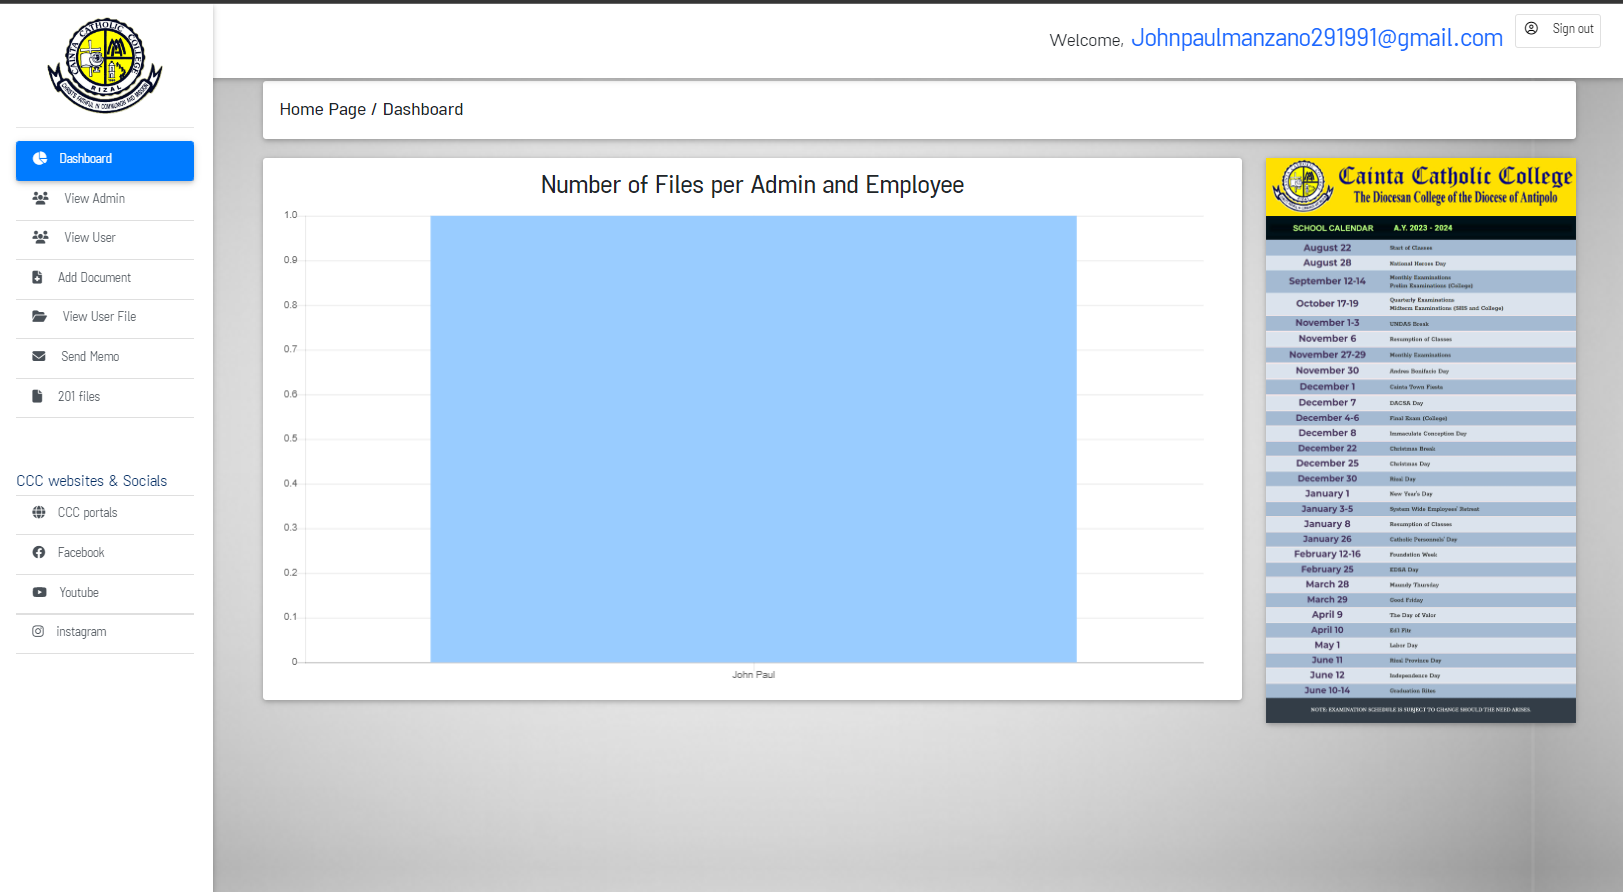 CAINTA CATHOLIC COLLEGE
RIZAL
CHRIST'S FAITHFUL IN COMMUNION AND MISSION
Welcome, Johnpaulmanzano291991@gmail.com
Sign out
Home Page / Dashboard
Dashboard
View Admin
View User
Add Document
View User File
Send Memo
201 files
CCC websites & Socials
CCC portals
Facebook
Youtube
instagram
Number of Files per Admin and Employee
1.0
0.9
0.8
0.7
0.6
0.5
0.4
0.3
0.2
0.1
0
John Paul
Cainta Catholic College
The Diocesan College of the Diocese of Antipolo
SCHOOL CALENDAR A.Y. 2023 - 2024
August 22 Start of Classes
August 28 National Heroes Day
September 12-14 Monthly Examinations
Prelim Examinations (College)
October 17-19 Quarterly Examinations
Midterm Examinations (SHS and College)
November 1-3 UNDAS Break
November 6 Resumption of Classes
November 27-29 Monthly Examinations
November 30 Andres Bonifacio Day
December 1 Cainta Town Fiesta
December 7 DACSA Day
December 4-6 Final Exam (College)
December 8 Immaculate Conception Day
December 22 Christmas Break
December 25 Christmas Day
December 30 Rizal Day
January 1 New Year's Day
January 3-5 System Wide Employees' Retreat
January 8 Resumption of Classes
January 26 Catholic Personnels' Day
February 12-16 Foundation Week
February 25 EDSA Day
March 28 Maundy Thursday
March 29 Good Friday
April 9 The Day of Valor
April 10 Ed'l Fitr
May 1 Labor Day
June 11 Rizal Province Day
June 12 Independence Day
June 10-14 Graduation Rites
NOTE: EXAMINATION SCHEDULE IS SUBJECT TO CHANGE SHOULD THE NEED ARISES.